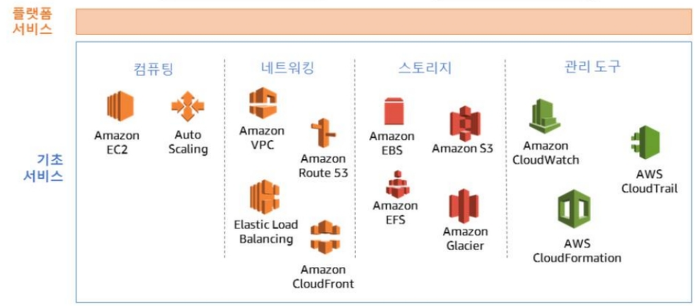 플랫폼
서비스
컴퓨팅
네트워킹
스토리지
관리 도구
기초
서비스
Amazon
EC2
Auto
Scaling
Amazon
VPC
Amazon
Route 53
Elastic Load
Balancing
Amazon
CloudFront
Amazon
EBS
Amazon S3
Amazon
EFS
Amazon
Glacier
Amazon
CloudWatch
AWS
CloudTrail
AWS
CloudFormation